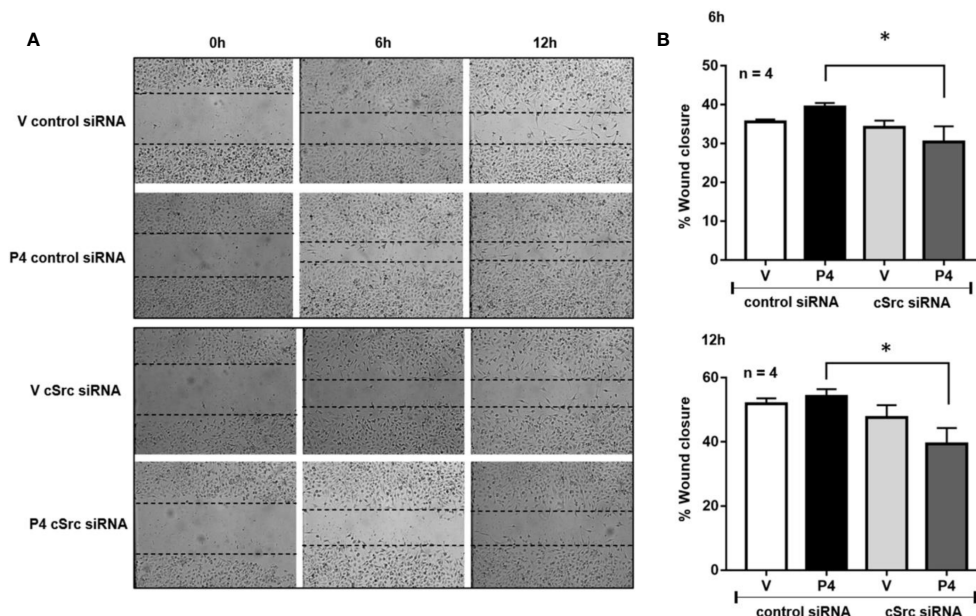 A
0h 6h 12h
V control siRNA
P4 control siRNA
V cSrc siRNA
P4 cSrc siRNA
B
6h
*
n = 4
50
40
30
20
10
0
% Wound closure
V P4 V P4
control siRNA cSrc siRNA
12h
*
n = 4
60
40
20
0
% Wound closure
V P4 V P4
control siRNA cSrc siRNA